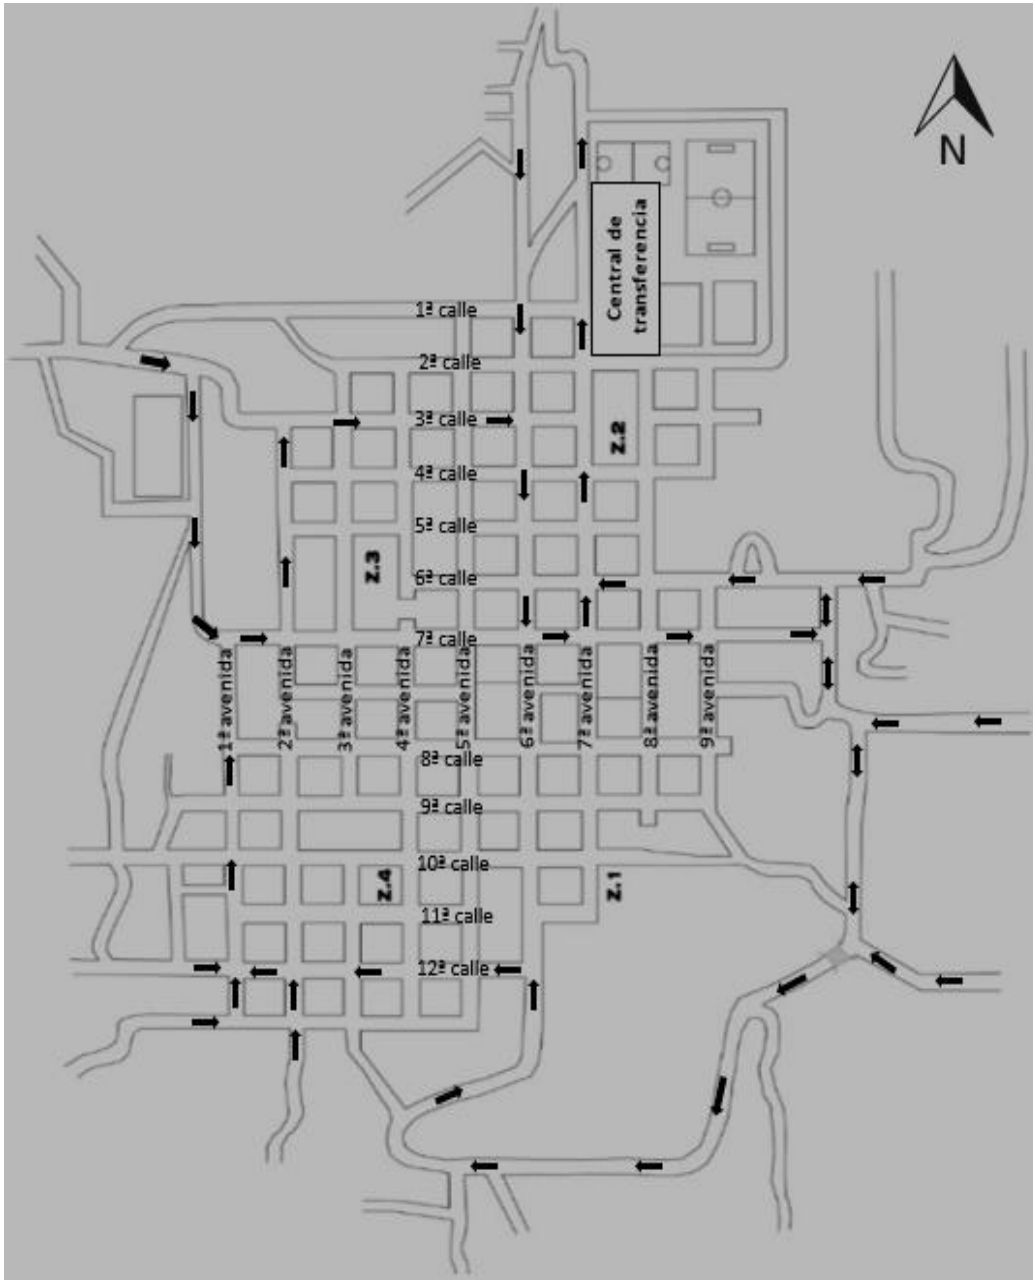 N
Central de
transferencia
1ª calle
2ª calle
3ª calle
Z.2
4ª calle
5ª calle
Z.3
6ª calle
7ª calle
1ª avenida
2ª avenida
3ª avenida
4ª avenida
5ª avenida
6ª avenida
7ª avenida
8ª avenida
9ª avenida
8ª calle
9ª calle
10ª calle
Z.4
Z.1
11ª calle
12ª calle